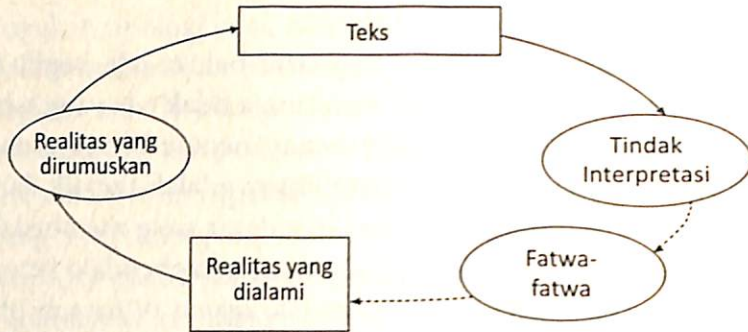 Teks
Realitas yang
dirumuskan
Tindak
Interpretasi
Fatwa-
fatwa
Realitas yang
dialami